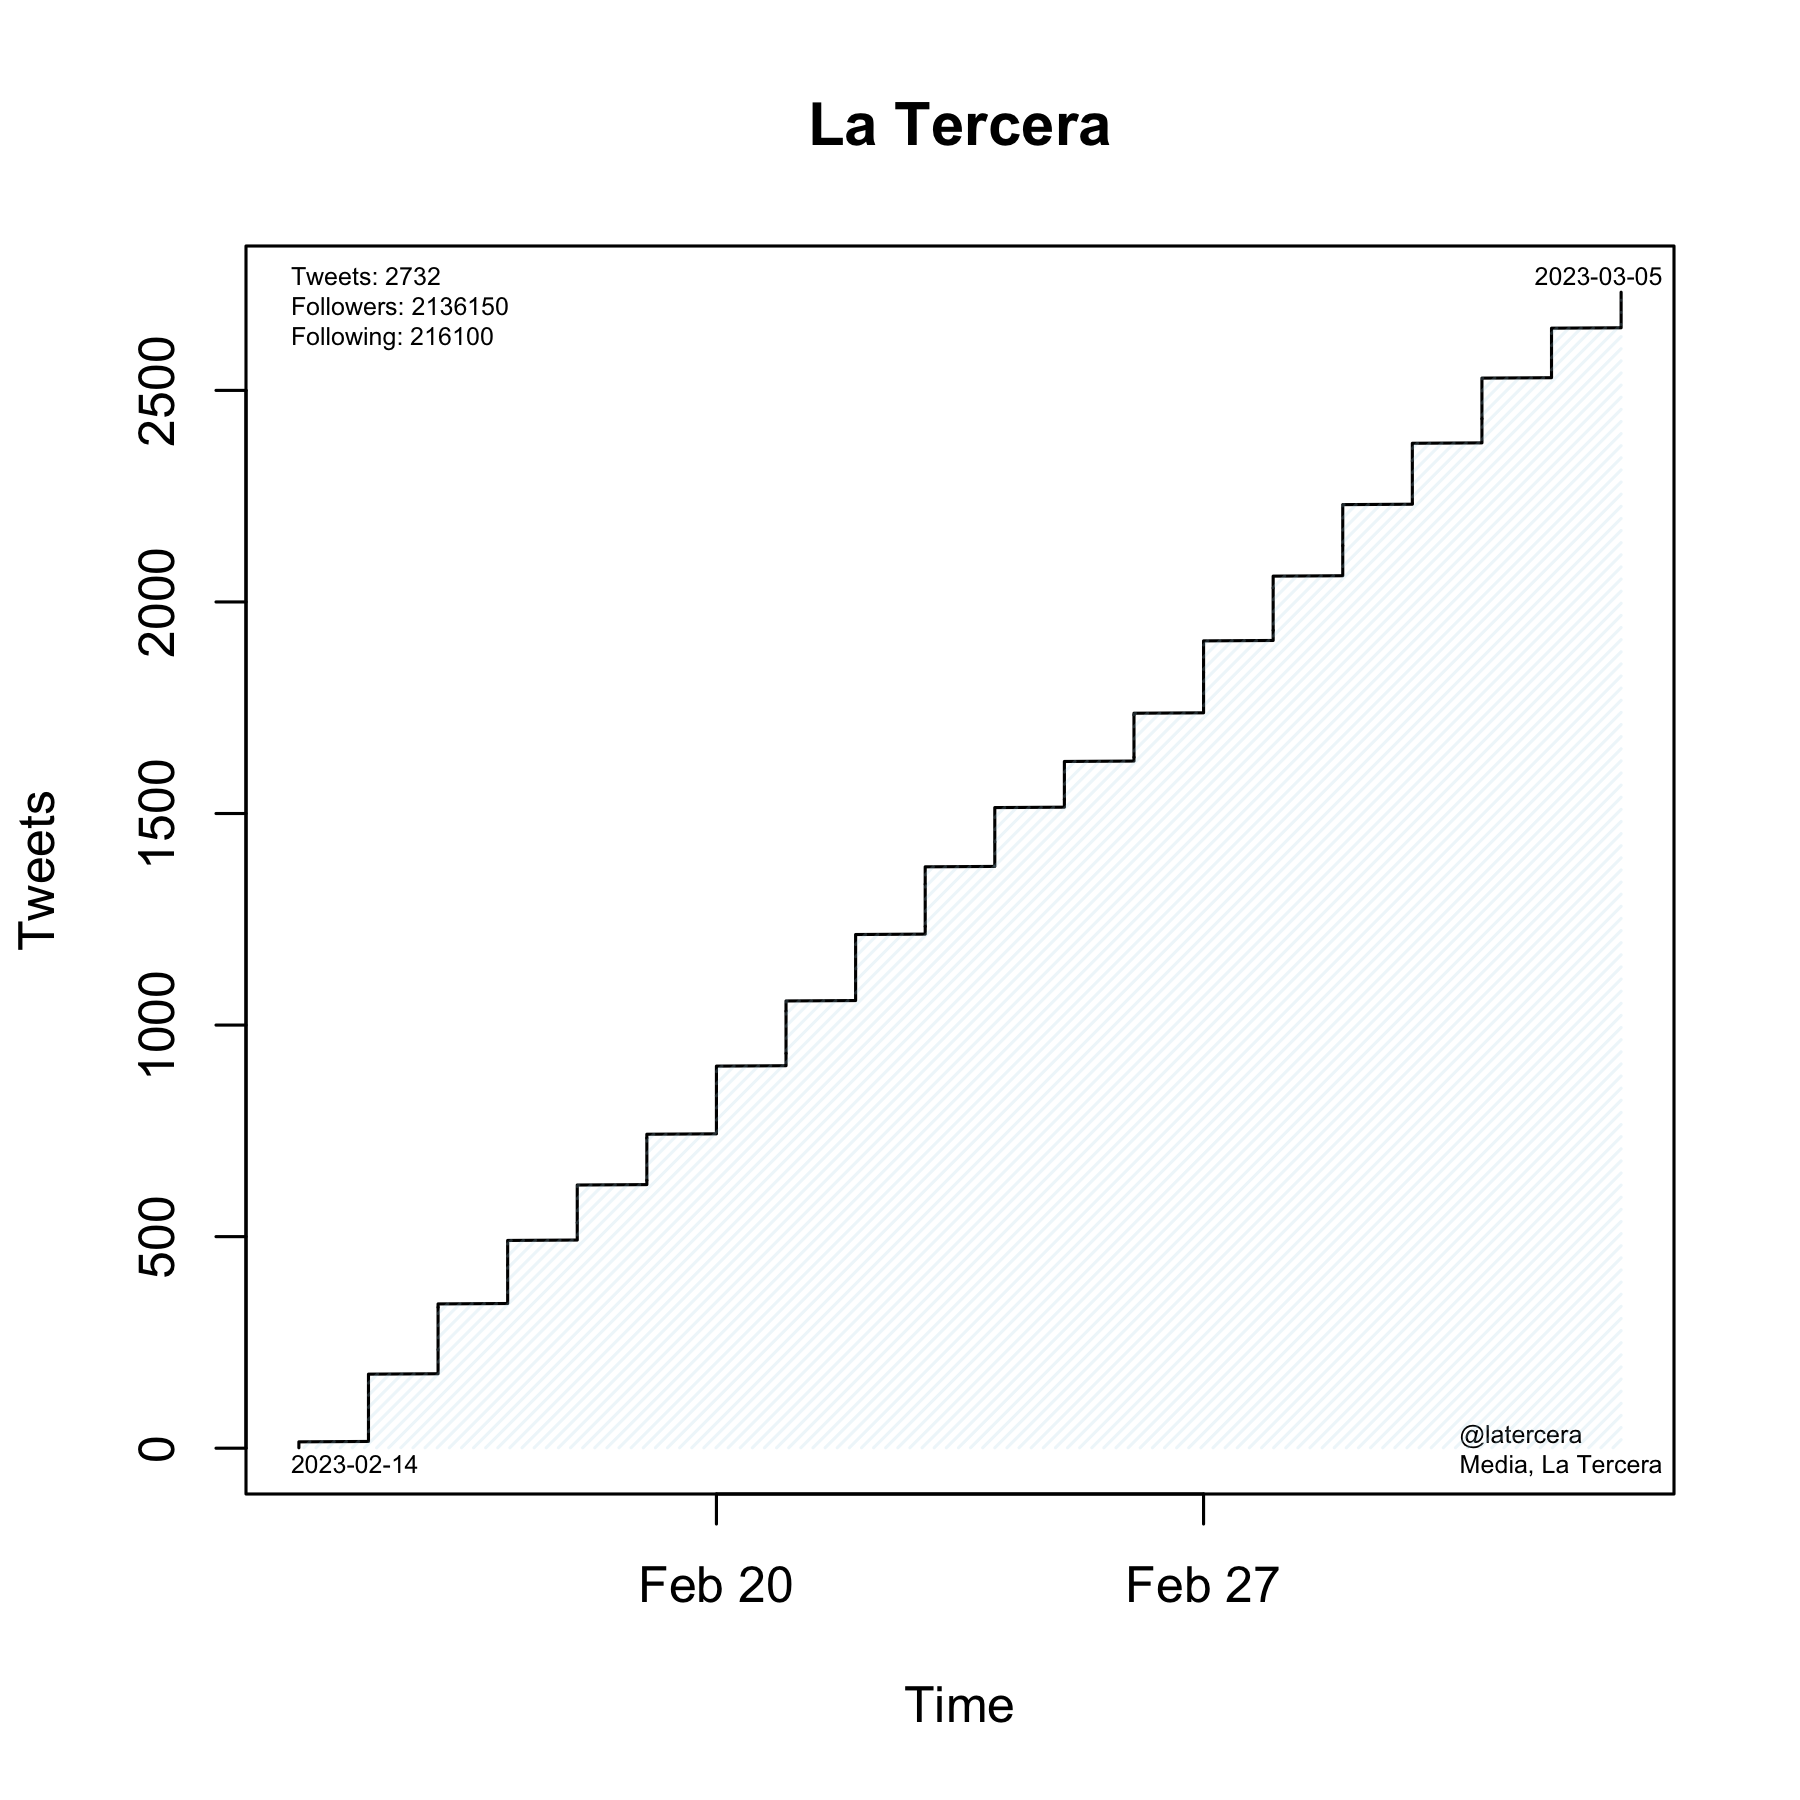 La Tercera
Tweets: 2732
Followers: 2136150
Following: 216100
2023-03-05
2500
2000
1500
1000
500
0
Tweets
2023-02-14
@latercera
Media, La Tercera
Feb 20
Feb 27
Time